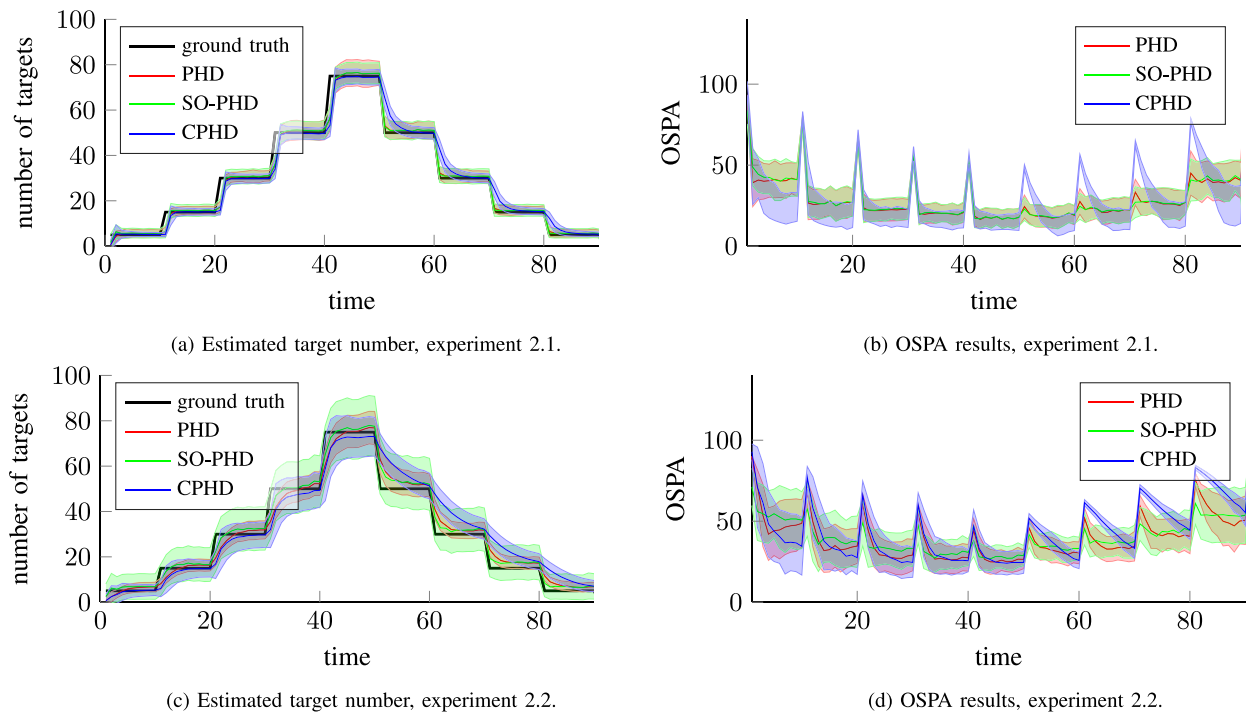 100
80
60
40
20
0
number of targets
ground truth
PHD
SO-PHD
CPHD
0
20
40
60
80
time
(a) Estimated target number, experiment 2.1.
100
50
0
OSPA
PHD
SO-PHD
CPHD
20
40
60
80
time
(b) OSPA results, experiment 2.1.
100
80
60
40
20
0
number of targets
ground truth
PHD
SO-PHD
CPHD
0
20
40
60
80
time
(c) Estimated target number, experiment 2.2.
100
50
0
OSPA
PHD
SO-PHD
CPHD
20
40
60
80
time
(d) OSPA results, experiment 2.2.